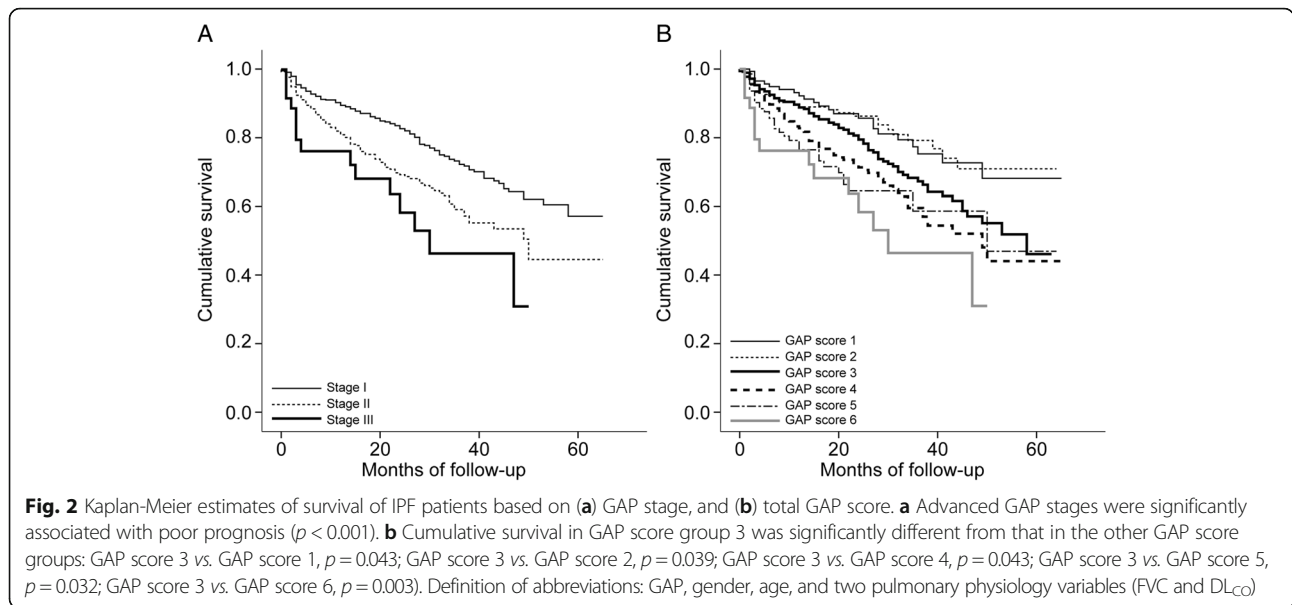 A
Cumulative survival
1.0
0.8
0.6
0.4
0.2
0.0
Stage I
Stage II
Stage III
0 20 40 60
Months of follow-up
B
Cumulative survival
1.0
0.8
0.6
0.4
0.2
0.0
GAP score 1
GAP score 2
GAP score 3
GAP score 4
GAP score 5
GAP score 6
0 20 40 60
Months of follow-up
Fig. 2 Kaplan-Meier estimates of survival of IPF patients based on (a) GAP stage, and (b) total GAP score. a Advanced GAP stages were significantly
associated with poor prognosis (p < 0.001). b Cumulative survival in GAP score group 3 was significantly different from that in the other GAP score
groups: GAP score 3 vs. GAP score 1, p = 0.043; GAP score 3 vs. GAP score 2, p = 0.039; GAP score 3 vs. GAP score 4, p = 0.043; GAP score 3 vs. GAP score 5,
p = 0.032; GAP score 3 vs. GAP score 6, p = 0.003). Definition of abbreviations: GAP, gender, age, and two pulmonary physiology variables (FVC and DLCO)